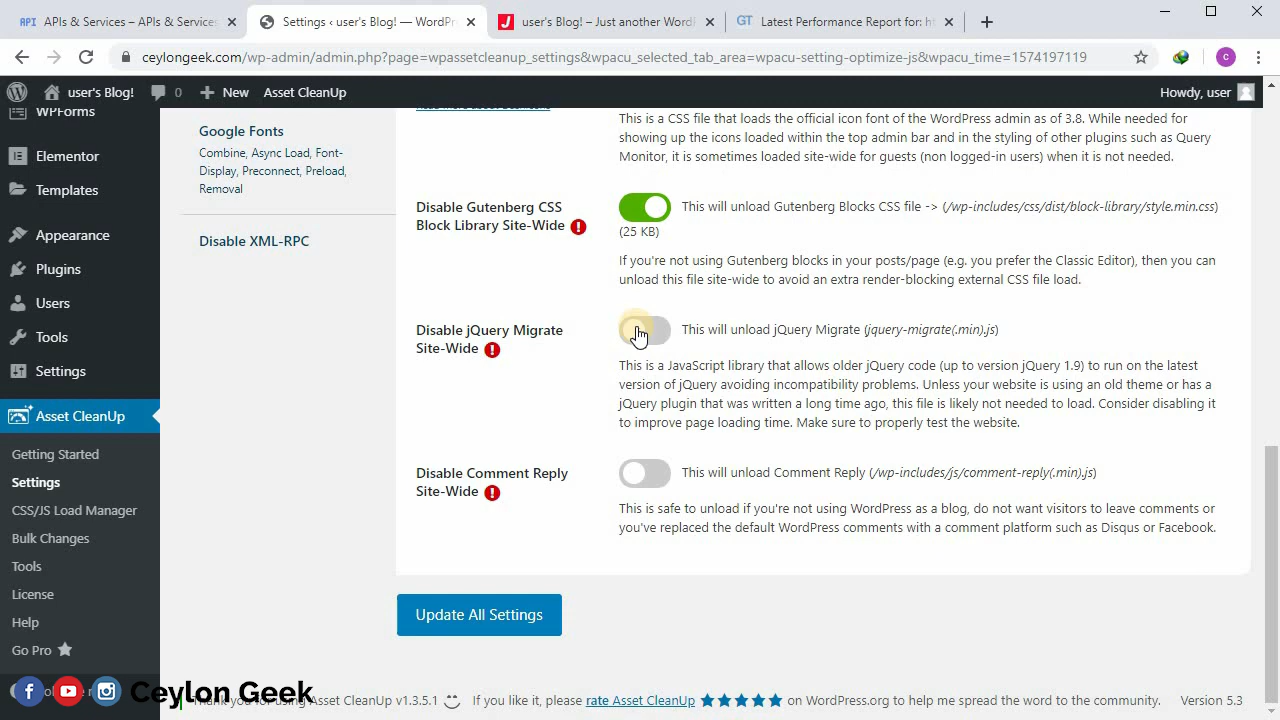 API APIs & Services – APIs & Services
Settings ‹ user's Blog! — WordPr
user's Blog! – Just another Word
GT Latest Performance Report for: h
ceylongeek.com/wp-admin/admin.php?page=wpassetcleanup_settings&wpacu_selected_tab_area=wpacu-setting-optimize-js&wpacu_time=1574197119
c
user's Blog! 0 New Asset CleanUp
Howdy, user
WPForms
Elementor
Templates
Appearance
Plugins
Users
Tools
Settings
Asset CleanUp
Getting Started
Settings
CSS/JS Load Manager
Bulk Changes
Tools
License
Help
Go Pro
Google Fonts
Combine, Async Load, Font-
Display, Preconnect, Preload,
Removal
Disable XML-RPC
This is a CSS file that loads the official icon font of the WordPress admin as of 3.8. While needed for
showing up the icons loaded within the top admin bar and in the styling of other plugins such as Query
Monitor, it is sometimes loaded site-wide for guests (non logged-in users) when it is not needed.
Disable Gutenberg CSS
Block Library Site-Wide
This will unload Gutenberg Blocks CSS file -> (/wp-includes/css/dist/block-library/style.min.css)
(25 KB)
If you're not using Gutenberg blocks in your posts/page (e.g. you prefer the Classic Editor), then you can
unload this file site-wide to avoid an extra render-blocking external CSS file load.
Disable jQuery Migrate
Site-Wide
This will unload jQuery Migrate (jquery-migrate(.min).js)
This is a JavaScript library that allows older jQuery code (up to version jQuery 1.9) to run on the latest
version of jQuery avoiding incompatibility problems. Unless your website is using an old theme or has a
jQuery plugin that was written a long time ago, this file is likely not needed to load. Consider disabling it
to improve page loading time. Make sure to properly test the website.
Disable Comment Reply
Site-Wide
This will unload Comment Reply (/wp-includes/js/comment-reply(.min).js)
This is safe to unload if you're not using WordPress as a blog, do not want visitors to leave comments or
you've replaced the default WordPress comments with a comment platform such as Disqus or Facebook.
Update All Settings
Ceylon Geek
Thank you for using Asset CleanUp v1.3.5.1 If you like it, please rate Asset CleanUp on WordPress.org to help me spread the word to the community. Version 5.3